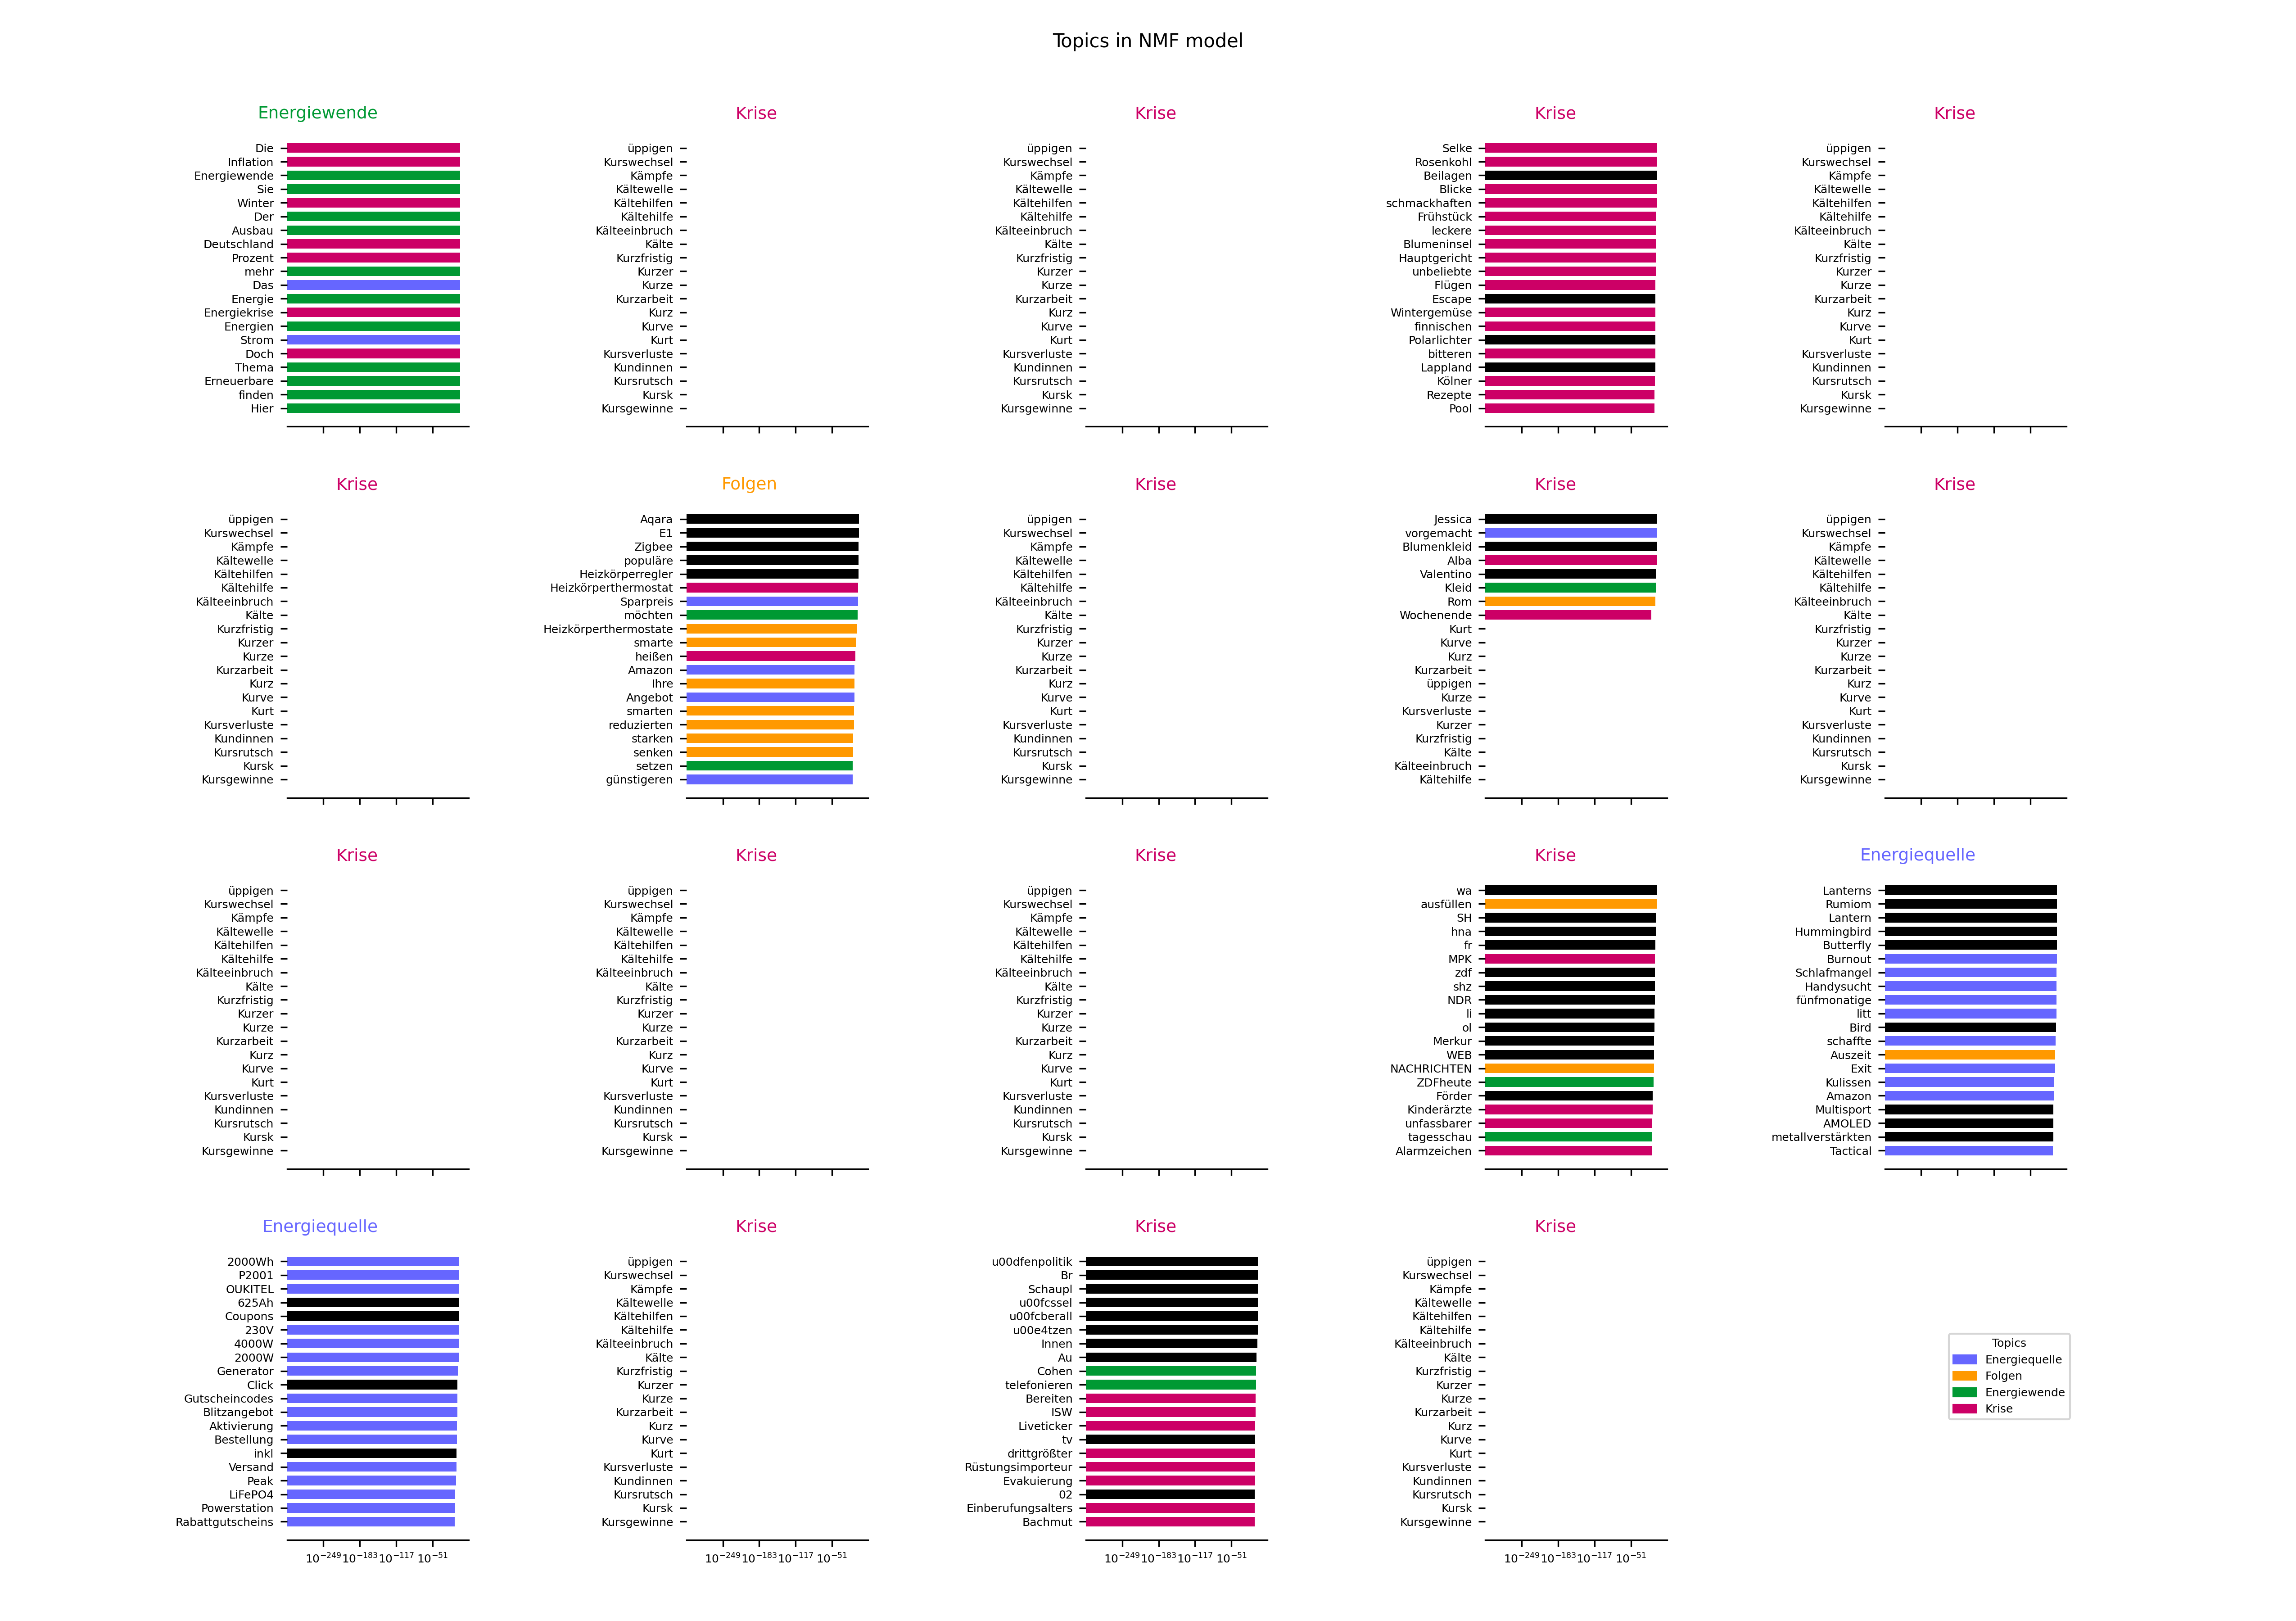 Topics in NMF model
Energiewende
Die
Inflation
Energiewende
Sie
Winter
Der
Ausbau
Deutschland
Prozent
mehr
Das
Energie
Energiekrise
Energien
Strom
Doch
Thema
Erneuerbare
finden
Hier
Krise
üppigen
Kurswechsel
Kämpfe
Kältewelle
Kältehilfen
Kältehilfe
Kälteeinbruch
Kälte
Kurzfristig
Kurzer
Kurze
Kurzarbeit
Kurz
Kurve
Kurt
Kursverluste
Kundinnen
Kursrutsch
Kursk
Kursgewinne
Krise
üppigen
Kurswechsel
Kämpfe
Kältewelle
Kältehilfen
Kältehilfe
Kälteeinbruch
Kälte
Kurzfristig
Kurzer
Kurze
Kurzarbeit
Kurz
Kurve
Kurt
Kursverluste
Kundinnen
Kursrutsch
Kursk
Kursgewinne
Krise
Selke
Rosenkohl
Beilagen
Blicke
schmackhaften
Frühstück
leckere
Blumeninsel
Hauptgericht
unbeliebte
Flügen
Escape
Wintergemüse
finnischen
Polarlichter
bitteren
Lappland
Kölner
Rezepte
Pool
Krise
üppigen
Kurswechsel
Kämpfe
Kältewelle
Kältehilfen
Kältehilfe
Kälteeinbruch
Kälte
Kurzfristig
Kurzer
Kurze
Kurzarbeit
Kurz
Kurve
Kurt
Kursverluste
Kundinnen
Kursrutsch
Kursk
Kursgewinne
Krise
üppigen
Kurswechsel
Kämpfe
Kältewelle
Kältehilfen
Kältehilfe
Kälteeinbruch
Kälte
Kurzfristig
Kurzer
Kurze
Kurzarbeit
Kurz
Kurve
Kurt
Kursverluste
Kundinnen
Kursrutsch
Kursk
Kursgewinne
Folgen
Aqara
E1
Zigbee
populäre
Heizkörperregler
Heizkörperthermostat
Sparpreis
möchten
Heizkörperthermostate
smarte
heißen
Amazon
Ihre
Angebot
smarten
reduzierten
starken
senken
setzen
günstigeren
Krise
üppigen
Kurswechsel
Kämpfe
Kältewelle
Kältehilfen
Kältehilfe
Kälteeinbruch
Kälte
Kurzfristig
Kurzer
Kurze
Kurzarbeit
Kurz
Kurve
Kurt
Kursverluste
Kundinnen
Kursrutsch
Kursk
Kursgewinne
Krise
Jessica
vorgemacht
Blumenkleid
Alba
Valentino
Kleid
Rom
Wochenende
Kurt
Kurve
Kurz
Kurzarbeit
üppigen
Kurze
Kursverluste
Kurzer
Kurzfristig
Kälte
Kälteeinbruch
Kältehilfe
Krise
üppigen
Kurswechsel
Kämpfe
Kältewelle
Kältehilfen
Kältehilfe
Kälteeinbruch
Kälte
Kurzfristig
Kurzer
Kurze
Kurzarbeit
Kurz
Kurve
Kurt
Kursverluste
Kundinnen
Kursrutsch
Kursk
Kursgewinne
Krise
üppigen
Kurswechsel
Kämpfe
Kältewelle
Kältehilfen
Kältehilfe
Kälteeinbruch
Kälte
Kurzfristig
Kurzer
Kurze
Kurzarbeit
Kurz
Kurve
Kurt
Kursverluste
Kundinnen
Kursrutsch
Kursk
Kursgewinne
Krise
üppigen
Kurswechsel
Kämpfe
Kältewelle
Kältehilfen
Kältehilfe
Kälteeinbruch
Kälte
Kurzfristig
Kurzer
Kurze
Kurzarbeit
Kurz
Kurve
Kurt
Kursverluste
Kundinnen
Kursrutsch
Kursk
Kursgewinne
Krise
üppigen
Kurswechsel
Kämpfe
Kältewelle
Kältehilfen
Kältehilfe
Kälteeinbruch
Kälte
Kurzfristig
Kurzer
Kurze
Kurzarbeit
Kurz
Kurve
Kurt
Kursverluste
Kundinnen
Kursrutsch
Kursk
Kursgewinne
Krise
wa
ausfüllen
SH
hna
fr
MPK
zdf
shz
NDR
li
ol
Merkur
WEB
NACHRICHTEN
ZDFheute
Förder
Kinderärzte
unfassbarer
tagesschau
Alarmzeichen
Energiequelle
Lanterns
Rumiom
Lantern
Hummingbird
Butterfly
Burnout
Schlafmangel
Handysucht
fünfmonatige
litt
Bird
schaffte
Auszeit
Exit
Kulissen
Amazon
Multisport
AMOLED
metallverstärkten
Tactical
Energiequelle
2000Wh
P2001
OUKITEL
625Ah
Coupons
230V
4000W
2000W
Generator
Click
Gutscheincodes
Blitzangebot
Aktivierung
Bestellung
inkl
Versand
Peak
LiFePO4
Powerstation
Rabattgutscheins
10⁻²⁴⁹ 10⁻¹⁸³ 10⁻¹¹⁷ 10⁻⁵¹
Krise
üppigen
Kurswechsel
Kämpfe
Kältewelle
Kältehilfen
Kältehilfe
Kälteeinbruch
Kälte
Kurzfristig
Kurzer
Kurze
Kurzarbeit
Kurz
Kurve
Kurt
Kursverluste
Kundinnen
Kursrutsch
Kursk
Kursgewinne
10⁻²⁴⁹ 10⁻¹⁸³ 10⁻¹¹⁷ 10⁻⁵¹
Krise
u00dfenpolitik
Br
Schaupl
u00fcssel
u00fcberall
u00e4tzen
Innen
Au
Cohen
telefonieren
Bereiten
ISW
Liveticker
tv
drittgrößter
Rüstungsimporteur
Evakuierung
02
Einberufungsalters
Bachmut
10⁻²⁴⁹ 10⁻¹⁸³ 10⁻¹¹⁷ 10⁻⁵¹
Krise
üppigen
Kurswechsel
Kämpfe
Kältewelle
Kältehilfen
Kältehilfe
Kälteeinbruch
Kälte
Kurzfristig
Kurzer
Kurze
Kurzarbeit
Kurz
Kurve
Kurt
Kursverluste
Kundinnen
Kursrutsch
Kursk
Kursgewinne
10⁻²⁴⁹ 10⁻¹⁸³ 10⁻¹¹⁷ 10⁻⁵¹
Topics
Energiequelle
Folgen
Energiewende
Krise